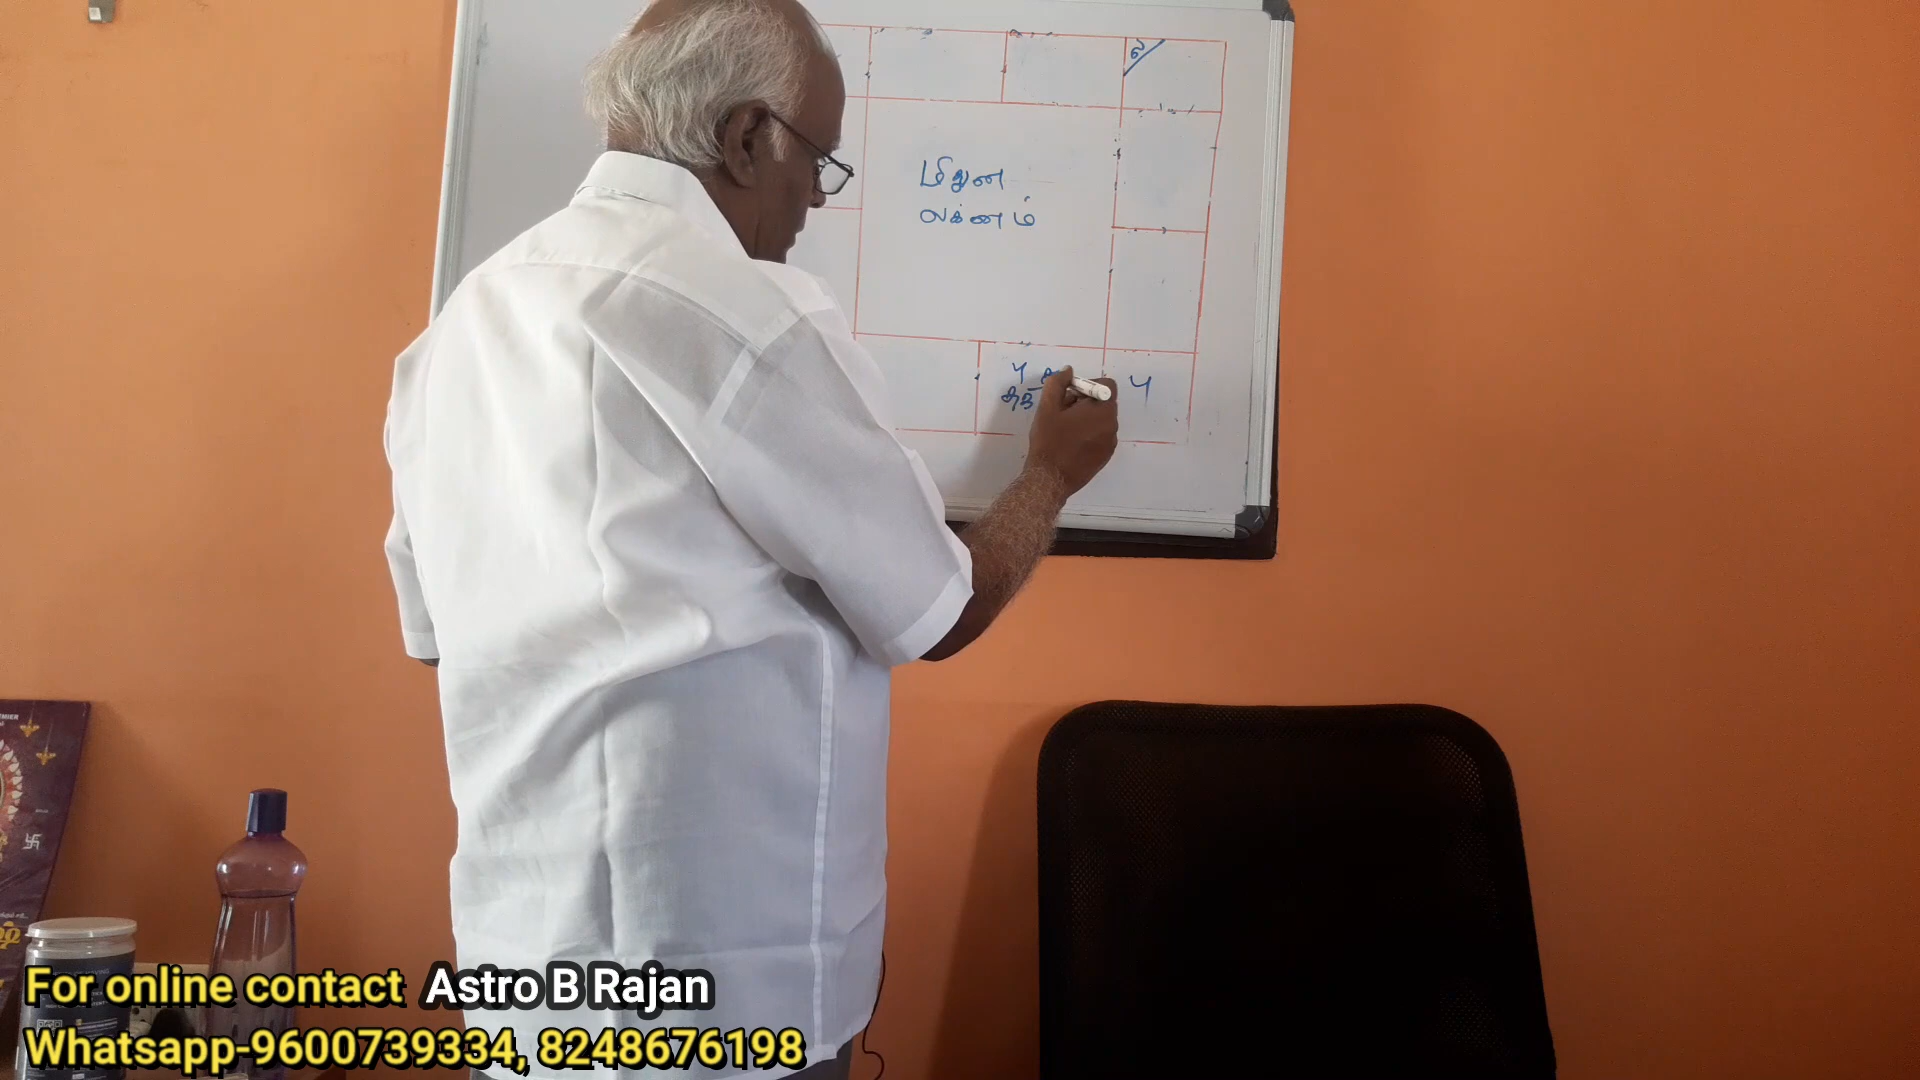 ல
மிதுன
லக்னம்
பு
சுக்
பு
For online contact Astro B Rajan
Whatsapp-9600739334, 8248676198